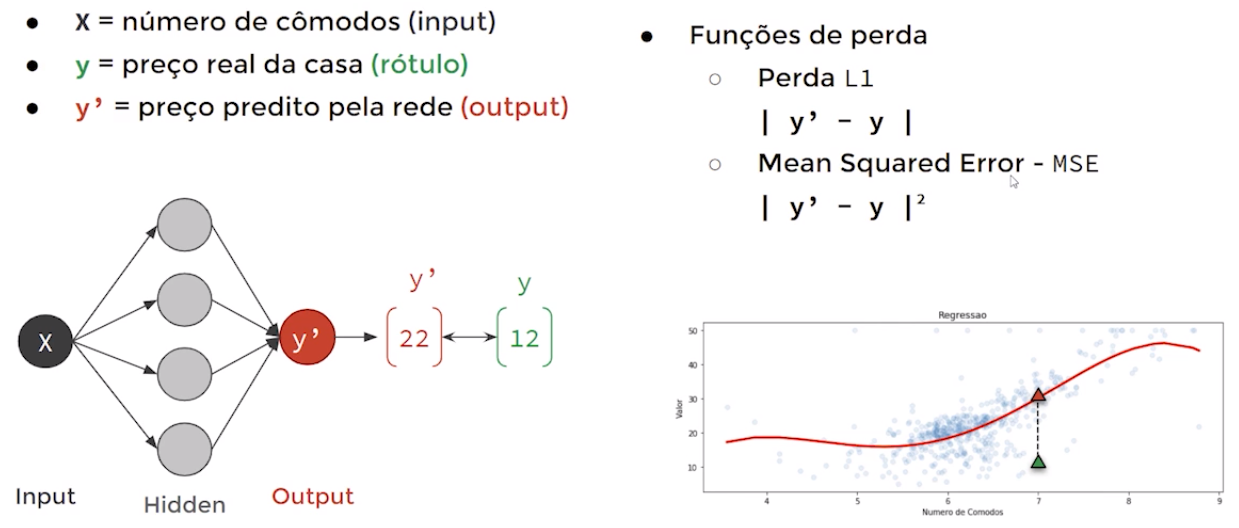 ● X = número de cômodos (input)
● y = preço real da casa (rótulo)
● y’ = preço predito pela rede (output)
● Funções de perda
○ Perda L1
| y’ - y |
○ Mean Squared Error - MSE
| y’ - y |²
X
y’
y’
y
22
12
Input
Hidden
Output
Regressao
Valor
50
40
30
20
10
4
5
6
7
8
9
Numero de Comodos